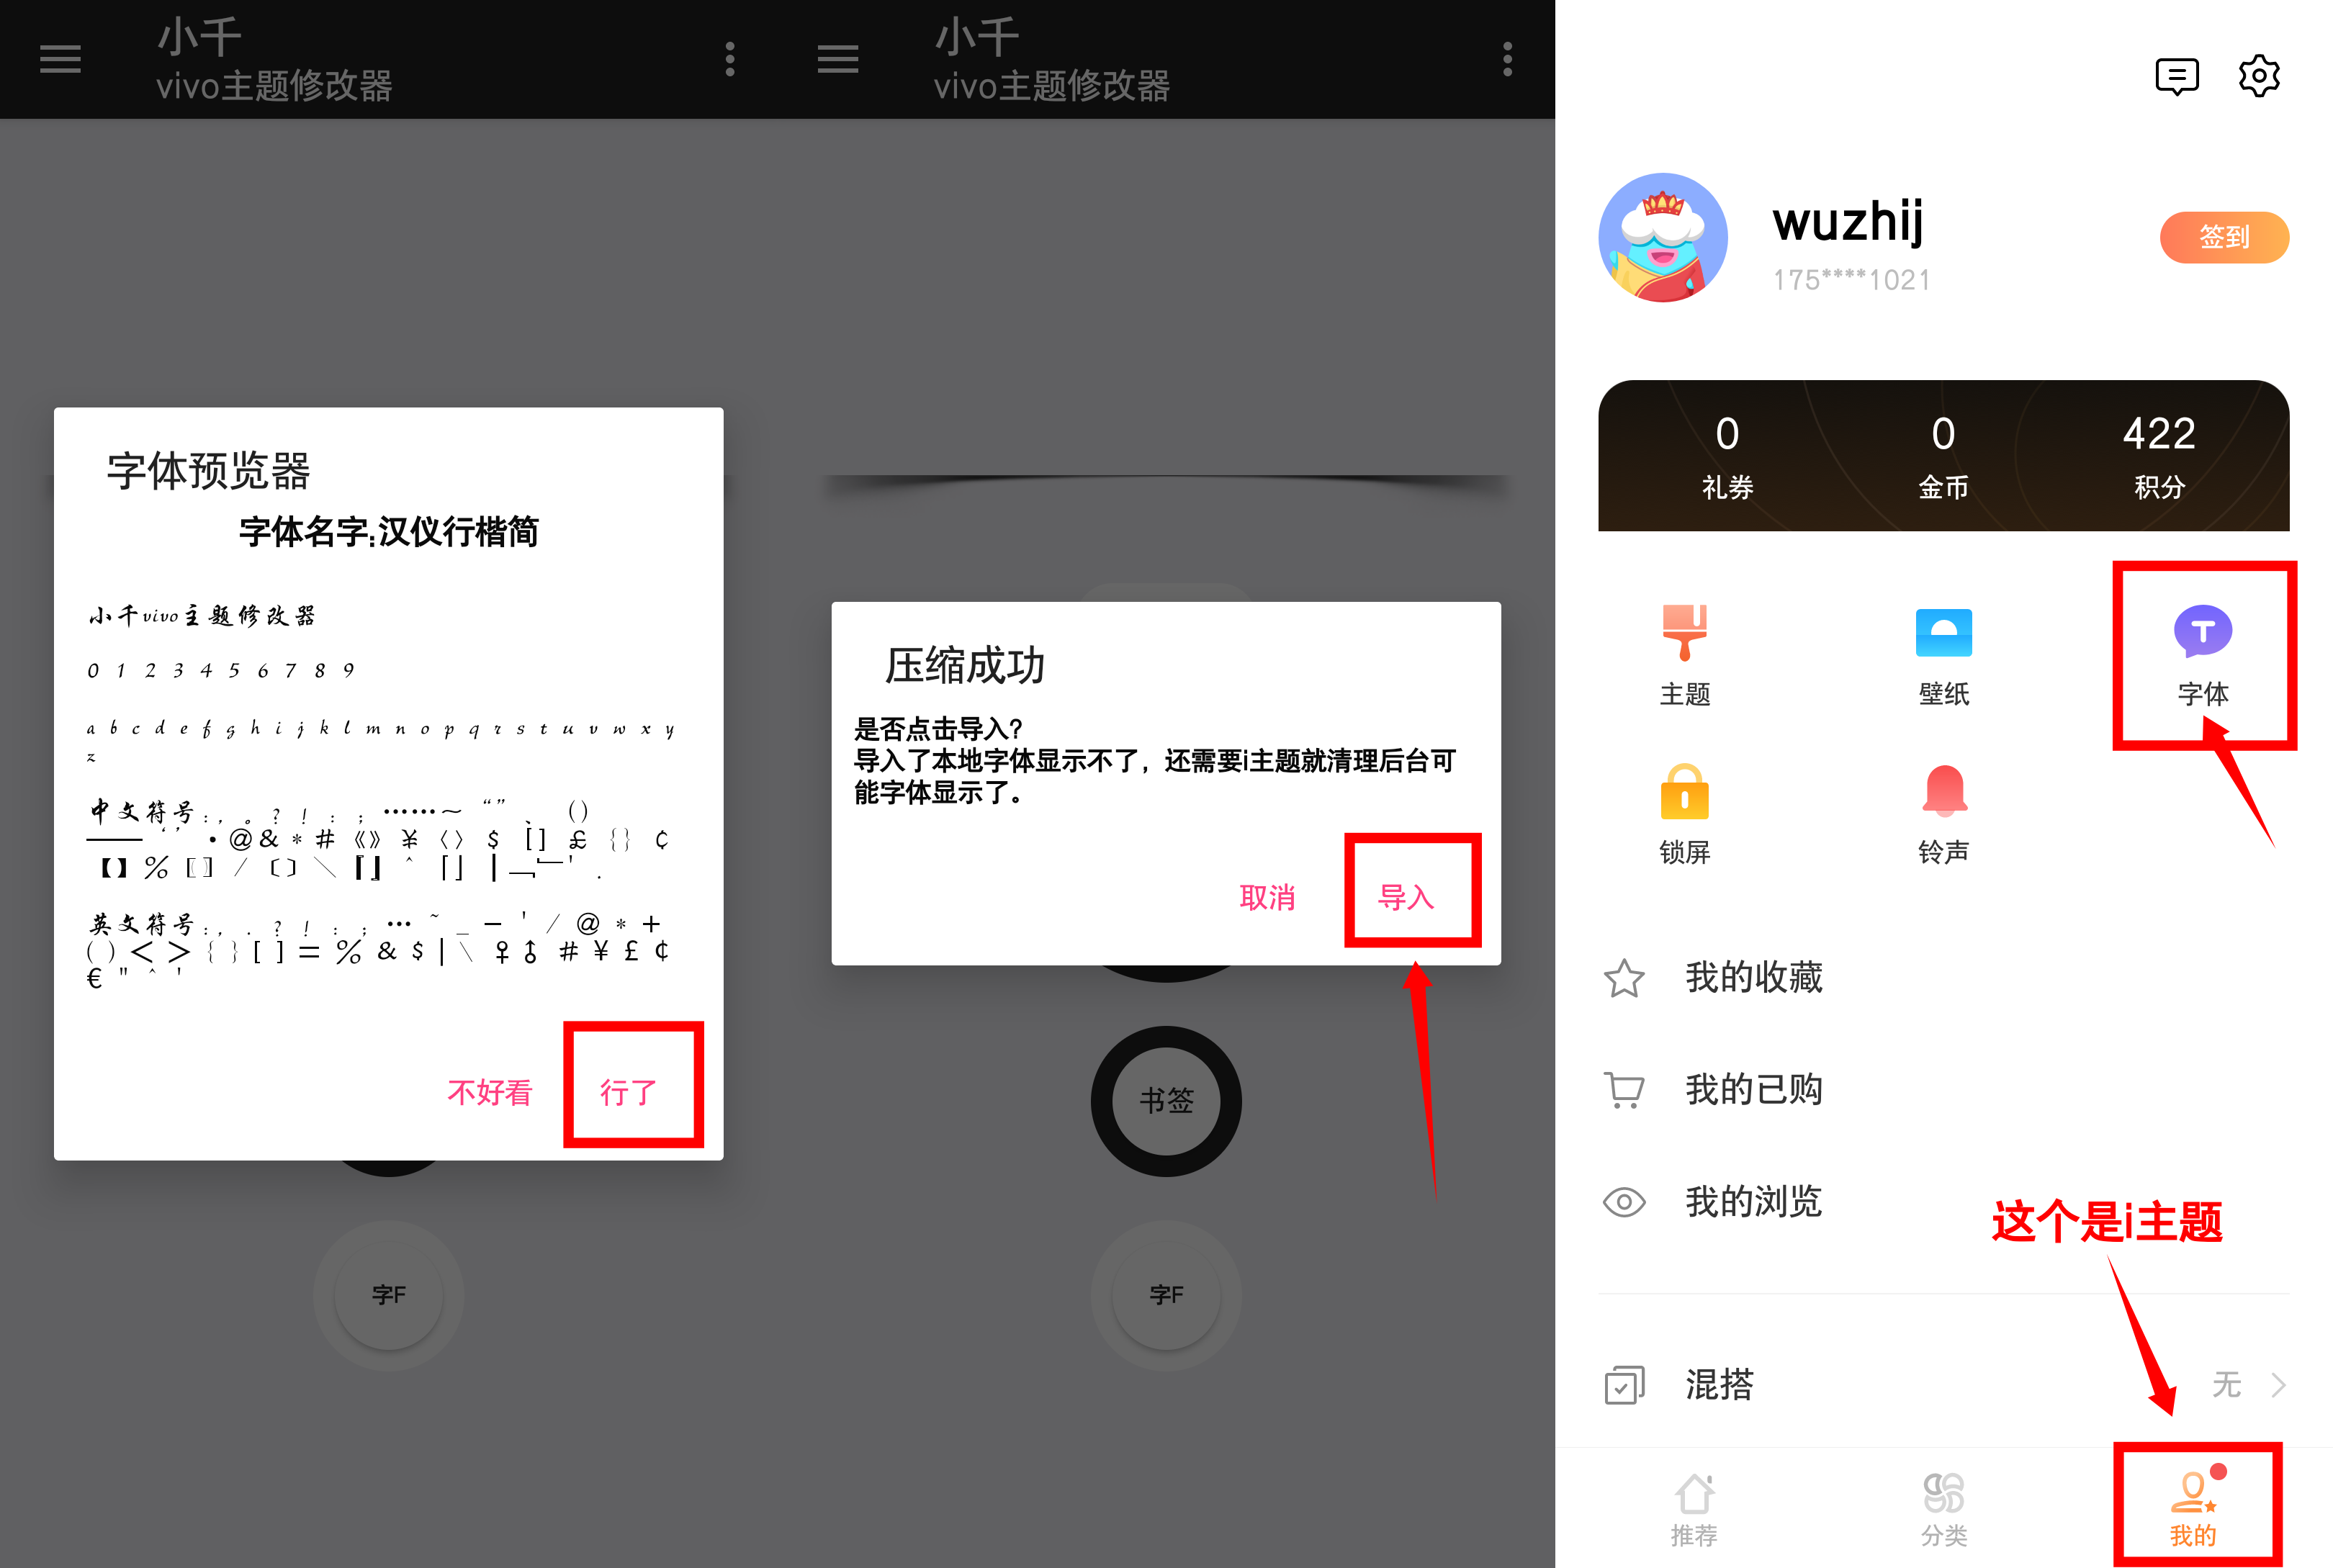 小千
vivo主题修改器
字体预览器
字体名字:汉仪行楷简
小千vivo主题修改器
0 1 2 3 4 5 6 7 8 9
a b c d e f g h i j k l m n o p q r s t u v w x y
z
中文符号:，。？！：；……～“”、（）
——‘’·@&*#《》¥〈〉$[]£{}¢
【】%〖〗/〔〕＼『』^「」|﹁﹂'.
英文符号:,.?!:;…~_-'/@*+
()<>{}[]=%&$|\♀♂#¥£¢
€"^'
不好看
行了
字F
小千
vivo主题修改器
压缩成功
是否点击导入?
导入了本地字体显示不了，还需要i主题就清理后台可
能字体显示了。
取消
导入
书签
字F
wuzhij
175****1021
签到
0
0
422
礼券
金币
积分
主题
壁纸
字体
锁屏
铃声
我的收藏
我的已购
我的浏览
这个是i主题
混搭
无
推荐
分类
我的